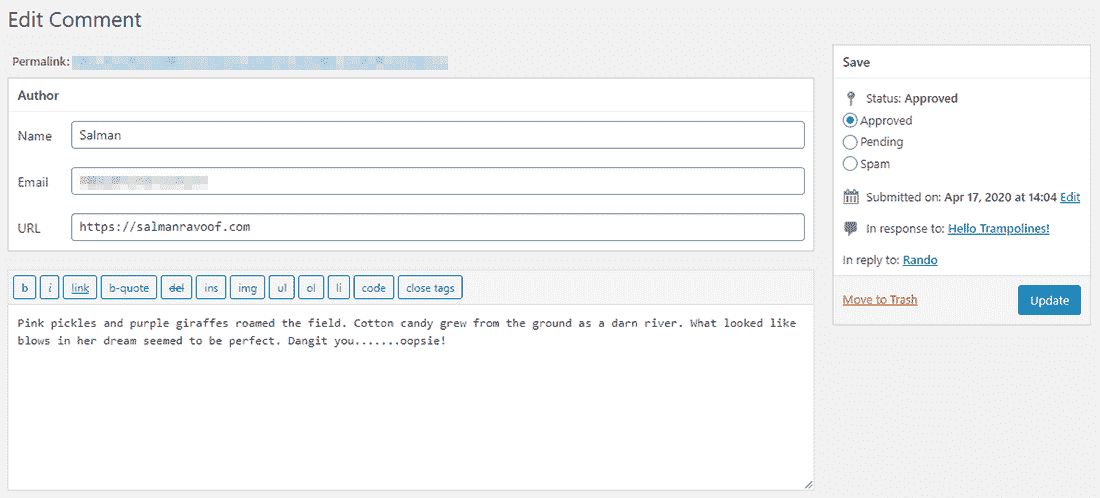 Edit Comment
Permalink:
Author
Name Salman
Email
URL https://salmanravoof.com
b i link b-quote del ins img ul ol li code close tags
Pink pickles and purple giraffes roamed the field. Cotton candy grew from the ground as a darn river. What looked like
blows in her dream seemed to be perfect. Dangit you.......oopsie!
Save
Status: Approved
Approved
Pending
Spam
Submitted on: Apr 17, 2020 at 14:04 Edit
In response to: Hello Trampolines!
In reply to: Rando
Move to Trash Update